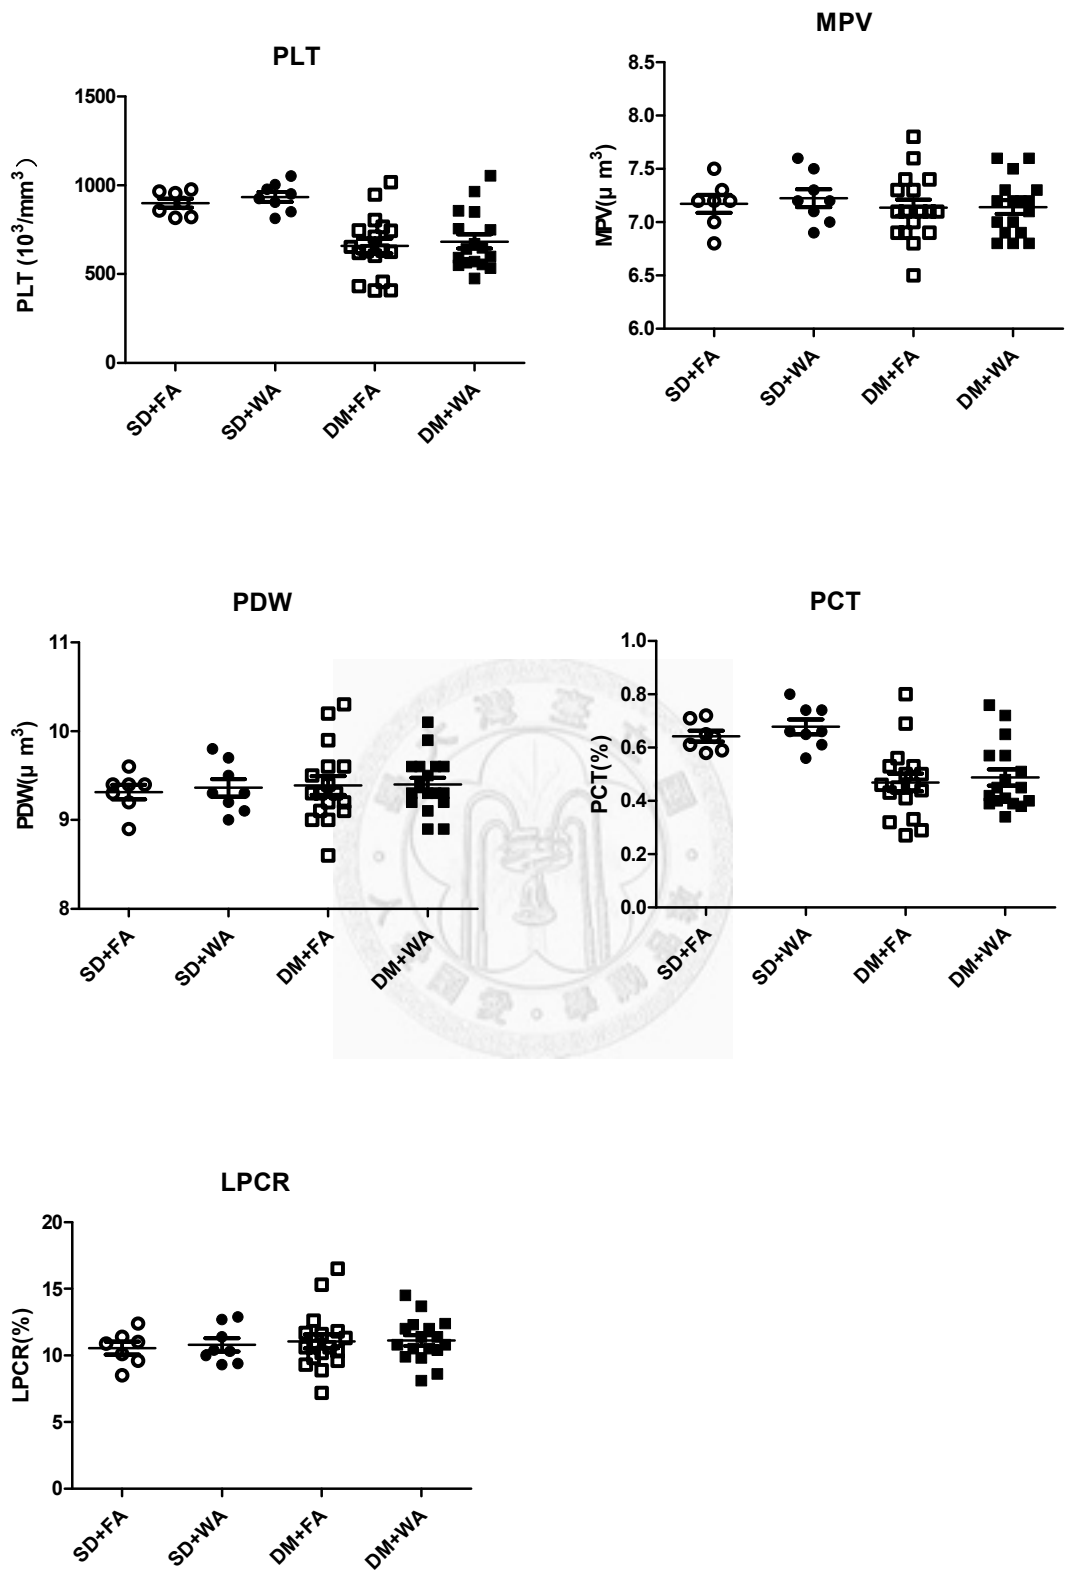 PLT
PLT (10³/mm³)
1500
1000
500
0
SD+FA
SD+WA
DM+FA
DM+WA
MPV
MPV(μ m³)
8.5
8.0
7.5
7.0
6.5
6.0
SD+FA
SD+WA
DM+FA
DM+WA
PDW
PDW(μ m³)
11
10
9
8
SD+FA
SD+WA
DM+FA
DM+WA
PCT
PCT(%)
1.0
0.8
0.6
0.4
0.2
0.0
SD+FA
SD+WA
DM+FA
DM+WA
LPCR
LPCR(%)
20
15
10
5
0
SD+FA
SD+WA
DM+FA
DM+WA